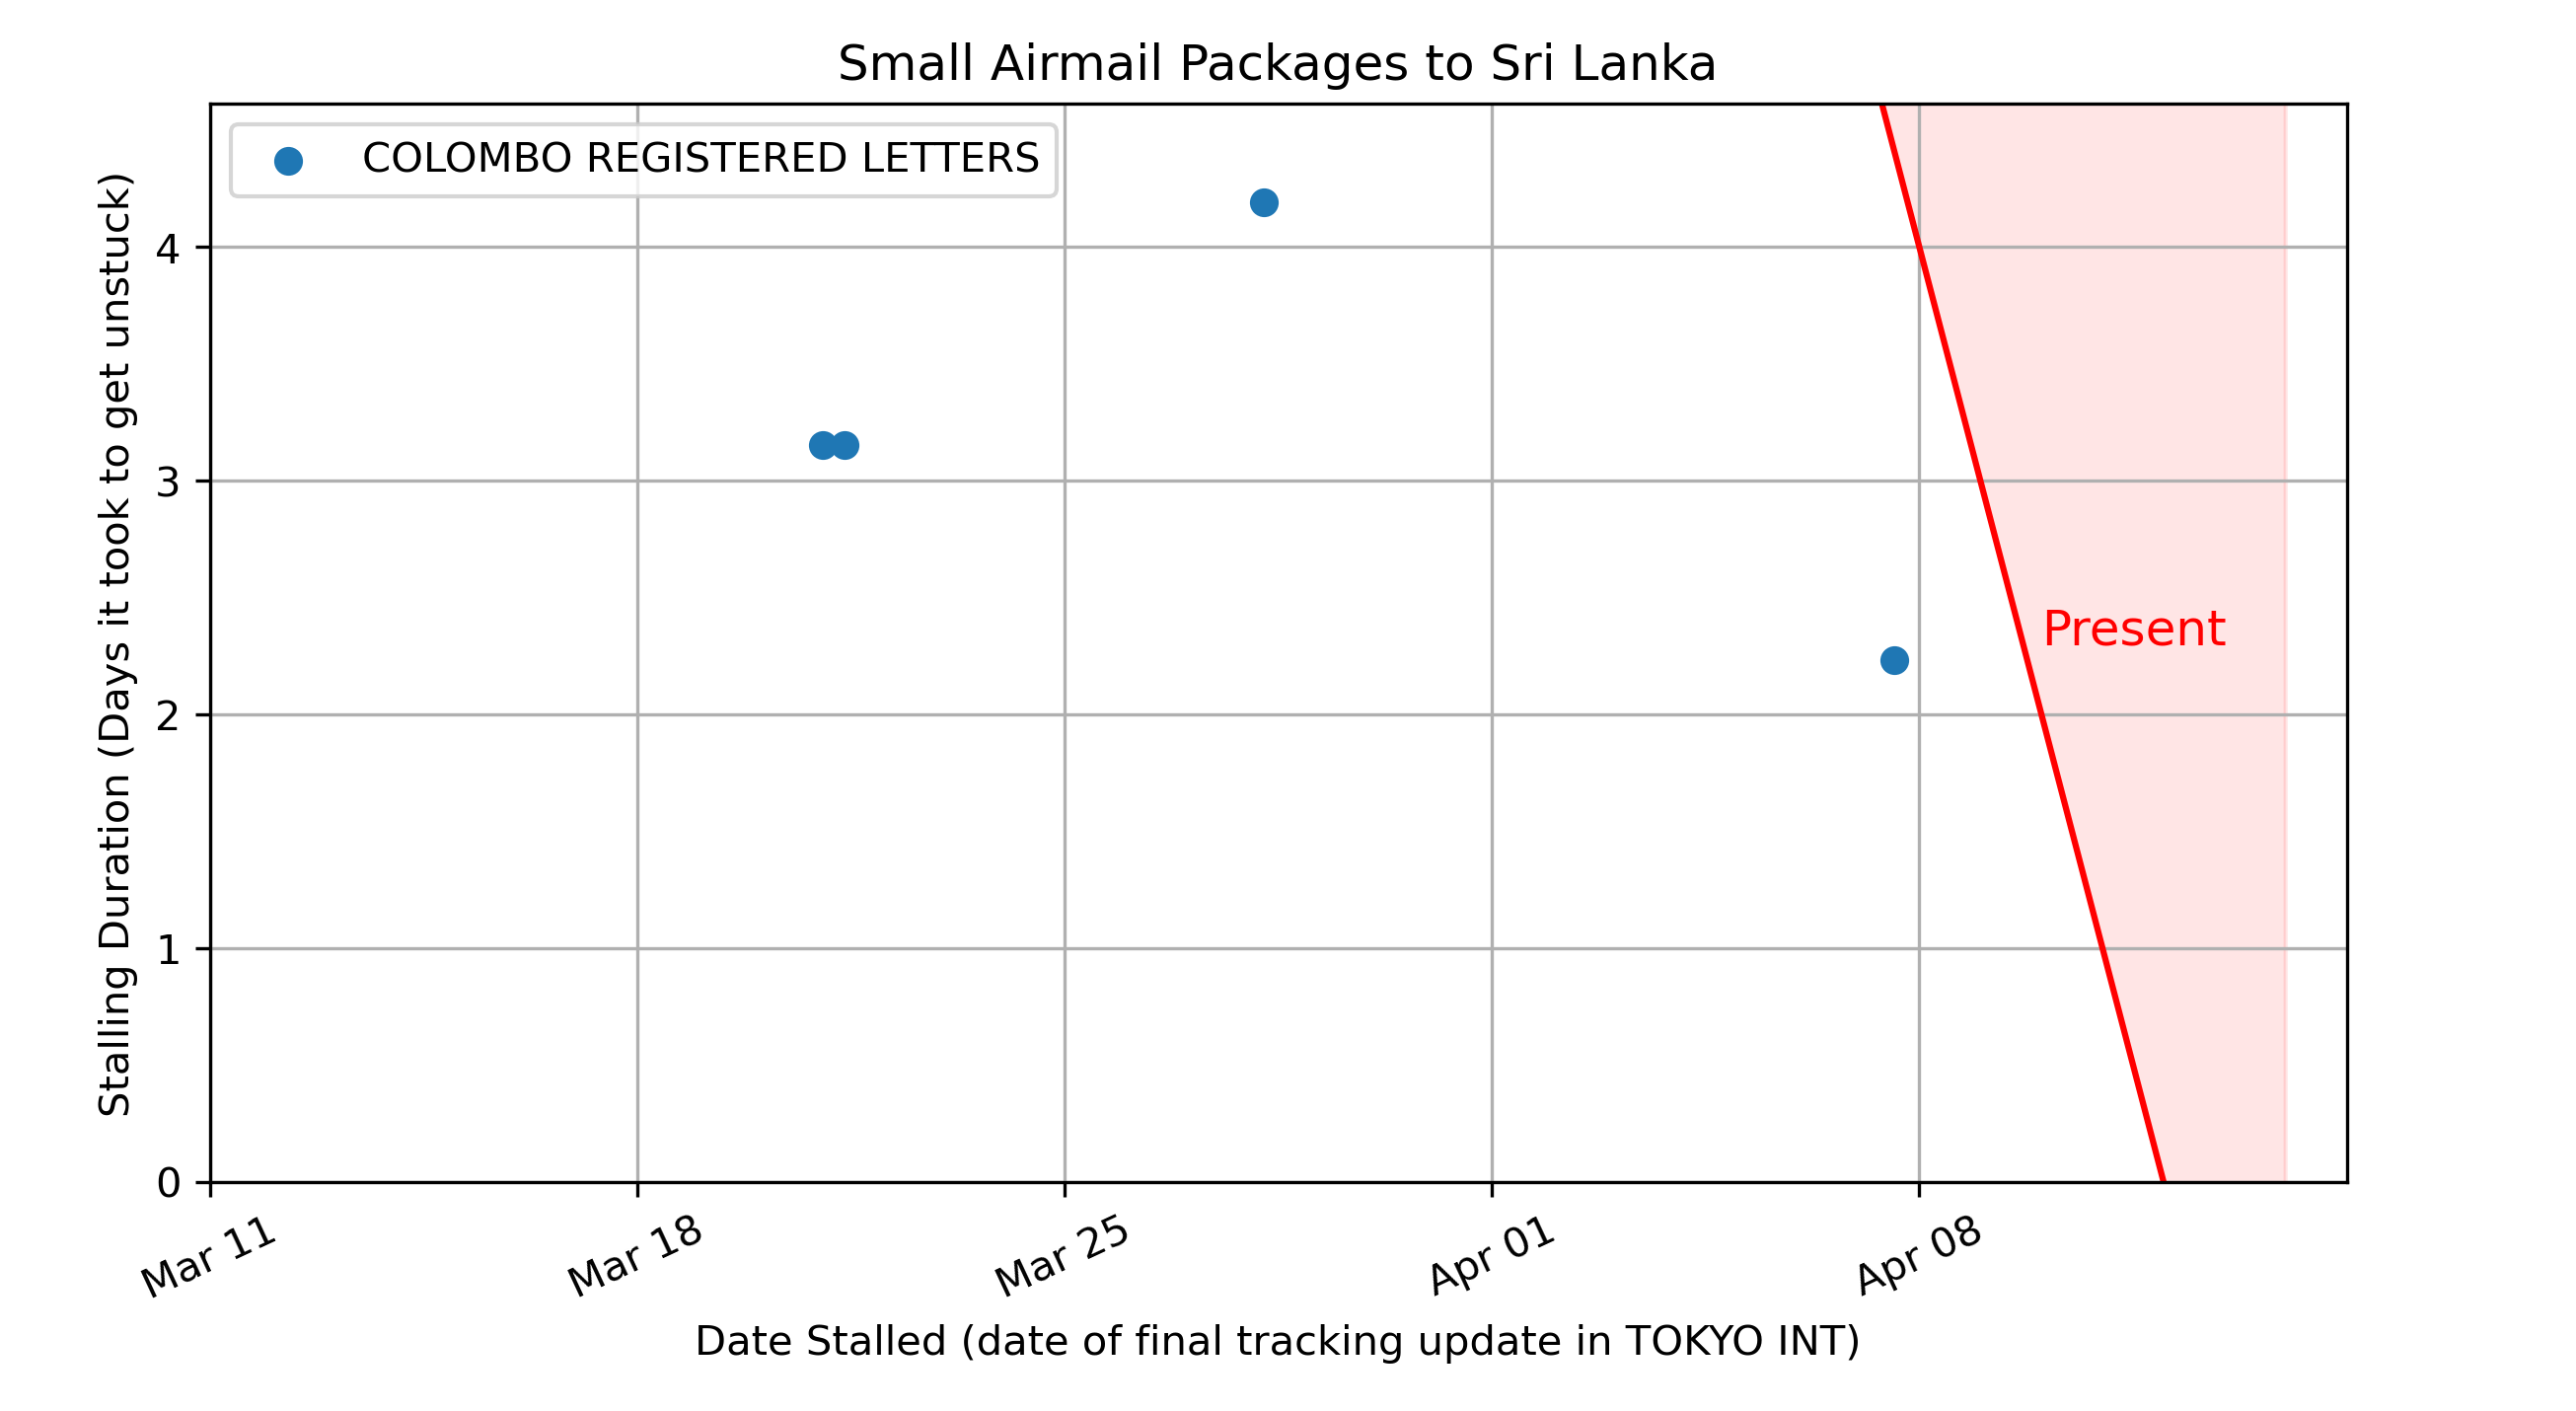 Small Airmail Packages to Sri Lanka
COLOMBO REGISTERED LETTERS
Stalling Duration (Days it took to get unstuck)
4
3
2
1
0
Present
Mar 11
Mar 18
Mar 25
Apr 01
Apr 08
Date Stalled (date of final tracking update in TOKYO INT)